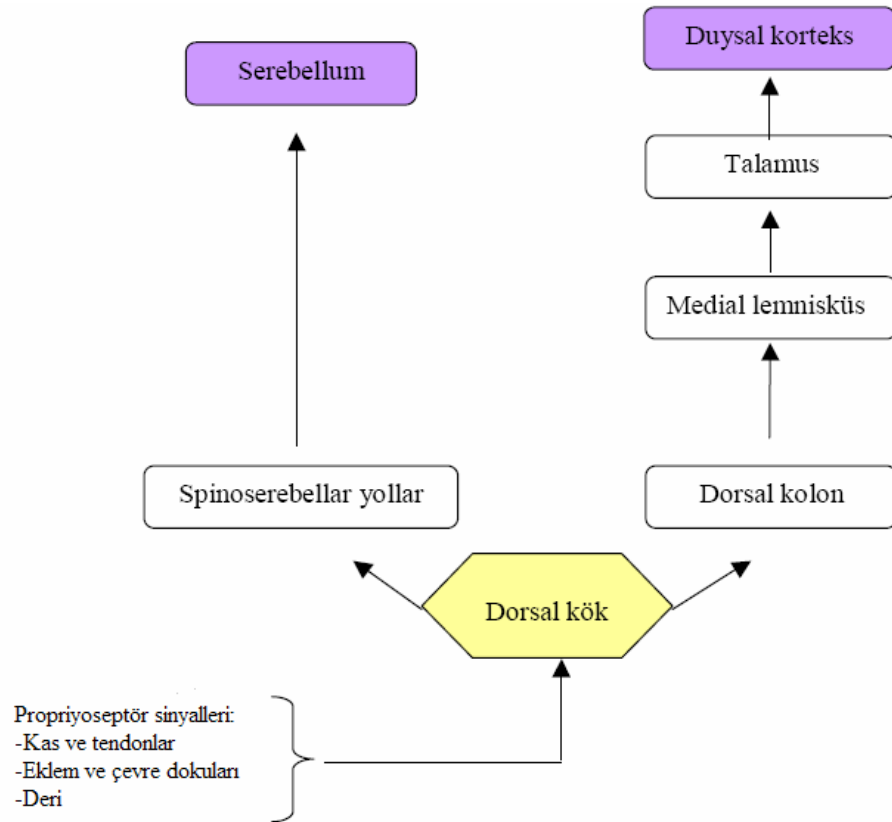 Duysal korteks
Serebellum
Talamus
Medial lemnisküs
Spinoserebellar yollar
Dorsal kolon
Dorsal kök
Propriyoseptör sinyalleri:
-Kas ve tendonlar
-Eklem ve çevre dokuları
-Deri